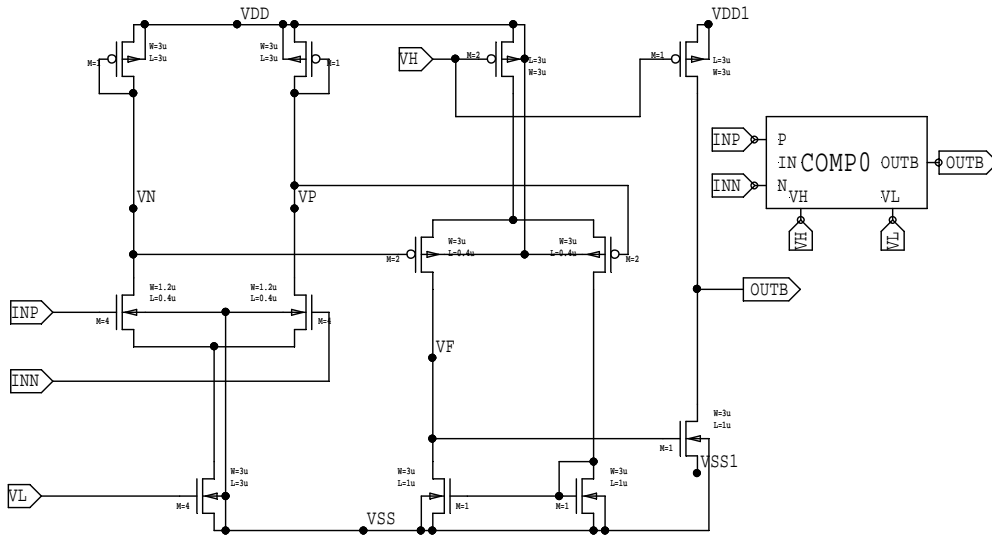 VDD
VDD1
W=3u
L=3u
M=1
W=3u
L=3u
M=1
VH
M=2
L=3u
W=3u
M=1
L=3u
W=3u
INP
P
IN
COMP0
OUTB
OUTB
INN
N
VH
VL
VH
VL
VN
VP
W=3u
L=0.4u
M=2
W=3u
L=0.4u
M=2
W=1.2u
L=0.4u
M=4
W=1.2u
L=0.4u
M=4
INP
OUTB
VF
INN
W=3u
L=1u
M=1
VSS1
VL
W=3u
L=3u
M=4
W=3u
L=1u
M=1
W=3u
L=1u
M=1
VSS